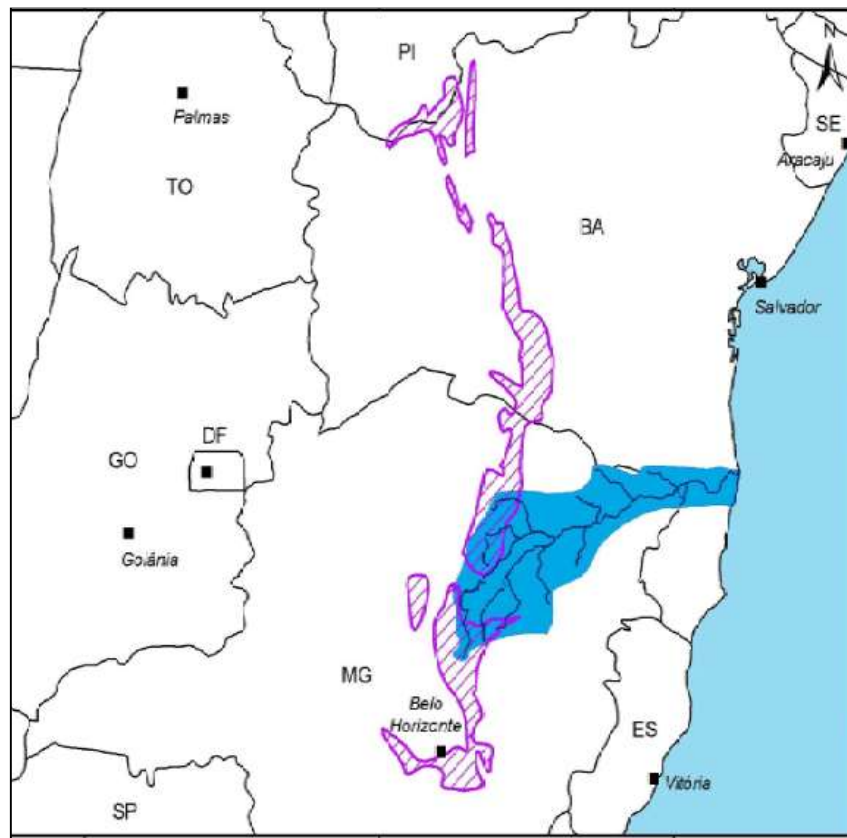 PI
N
Palmas
SE
Aracaju
TO
BA
Salvador
DF
GO
Goiânia
MG
Belo
Horizonte
ES
Vitória
SP